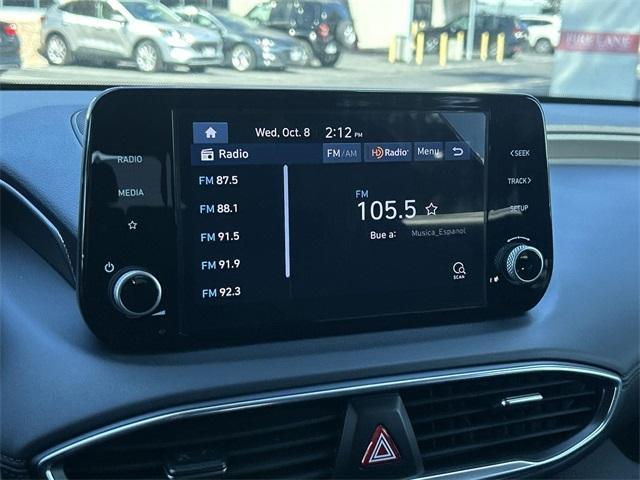 FIRE LANE
Wed, Oct. 8 2:12 PM
Radio FM/AM HD Radio Menu
RADIO
MEDIA
FM 87.5
FM 88.1
FM 91.5
FM 91.9
FM 92.3
FM
105.5
Bue a: Musica_Espanol
SCAN
SEEK
TRACK
SETUP